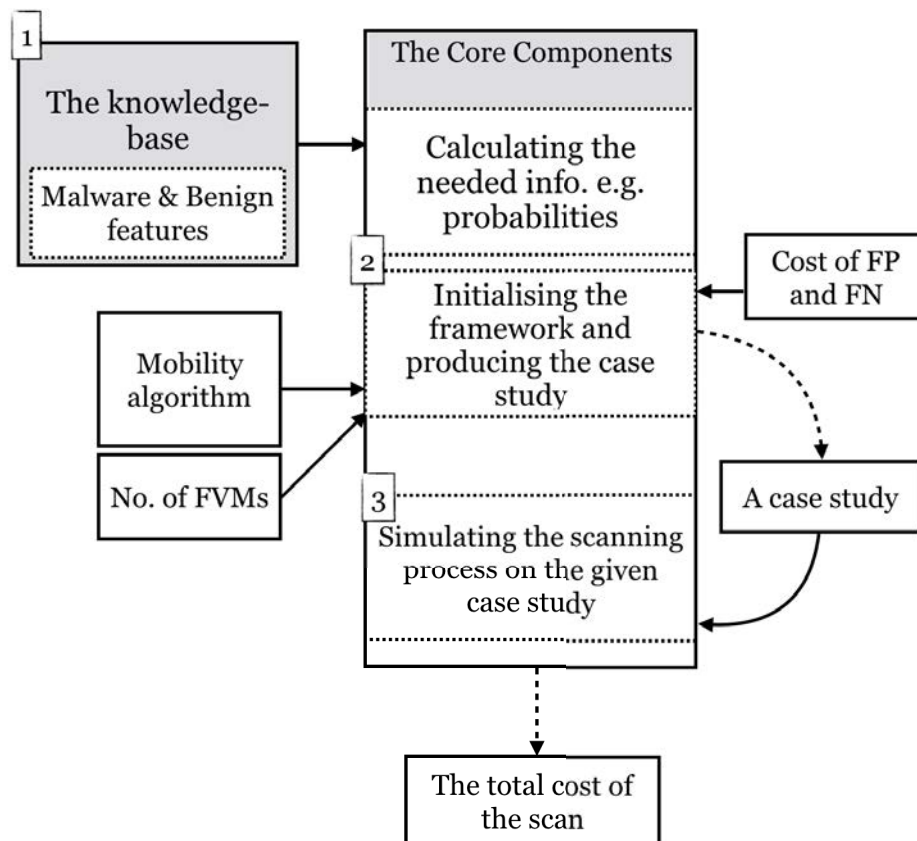 1
The knowledge-
base
Malware & Benign
features
The Core Components
Calculating the
needed info. e.g.
probabilities
2
Initialising the
framework and
producing the case
study
Cost of FP
and FN
Mobility
algorithm
No. of FVMs
A case study
3
Simulating the scanning
process on the given
case study
The total cost of
the scan